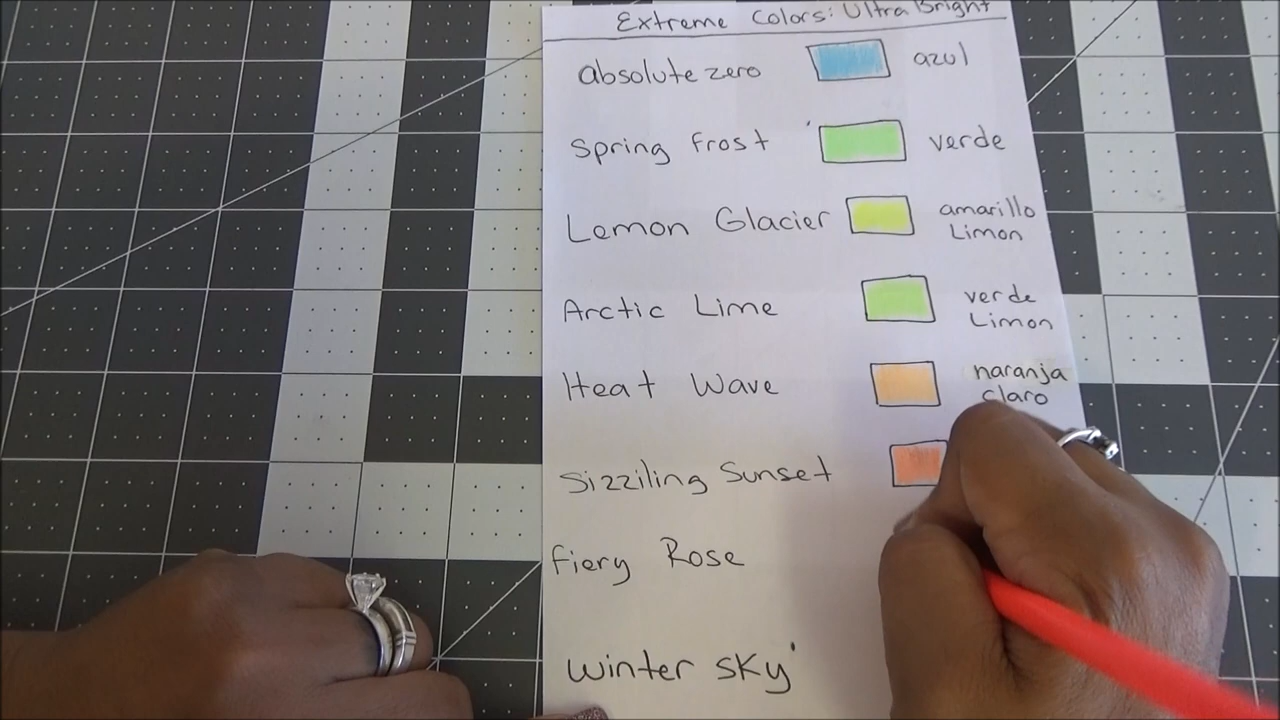 Extreme Colors: Ultra Bright
absolute zero azul
Spring Frost verde
Lemon Glacier amarillo
Limon
Arctic Lime verde
Limon
Heat Wave naranja
claro
Sizziling Sunset
fiery Rose
winter sky